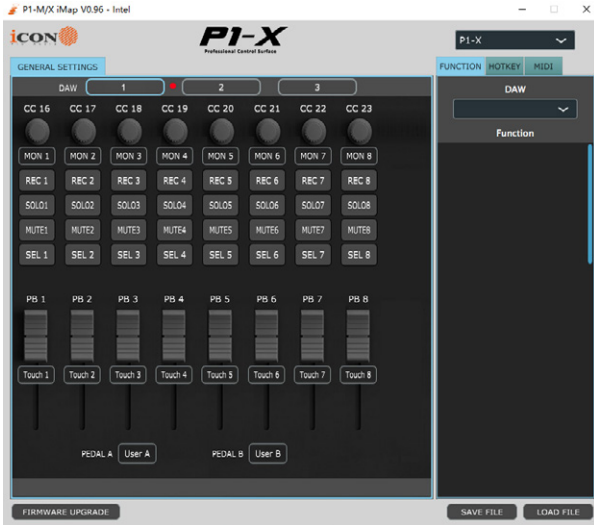 P1-M/X iMap V0.96 - Intel
iCON
P1-X
Professional Control Surface
P1-X
GENERAL SETTINGS
FUNCTION HOTKEY MIDI
DAW 1 2 3
DAW
CC 16 CC 17 CC 18 CC 19 CC 20 CC 21 CC 22 CC 23
Function
MON 1 MON 2 MON 3 MON 4 MON 5 MON 6 MON 7 MON 8
REC 1 REC 2 REC 3 REC 4 REC 5 REC 6 REC 7 REC 8
SOLO1 SOLO2 SOLO3 SOLO4 SOLO5 SOLO6 SOLO7 SOLO8
MUTE1 MUTE2 MUTE3 MUTE4 MUTE5 MUTE6 MUTE7 MUTE8
SEL 1 SEL 2 SEL 3 SEL 4 SEL 5 SEL 6 SEL 7 SEL 8
PB 1 PB 2 PB 3 PB 4 PB 5 PB 6 PB 7 PB 8
Touch 1 Touch 2 Touch 3 Touch 4 Touch 5 Touch 6 Touch 7 Touch 8
PEDAL A User A PEDAL B User B
FIRMWARE UPGRADE SAVE FILE LOAD FILE